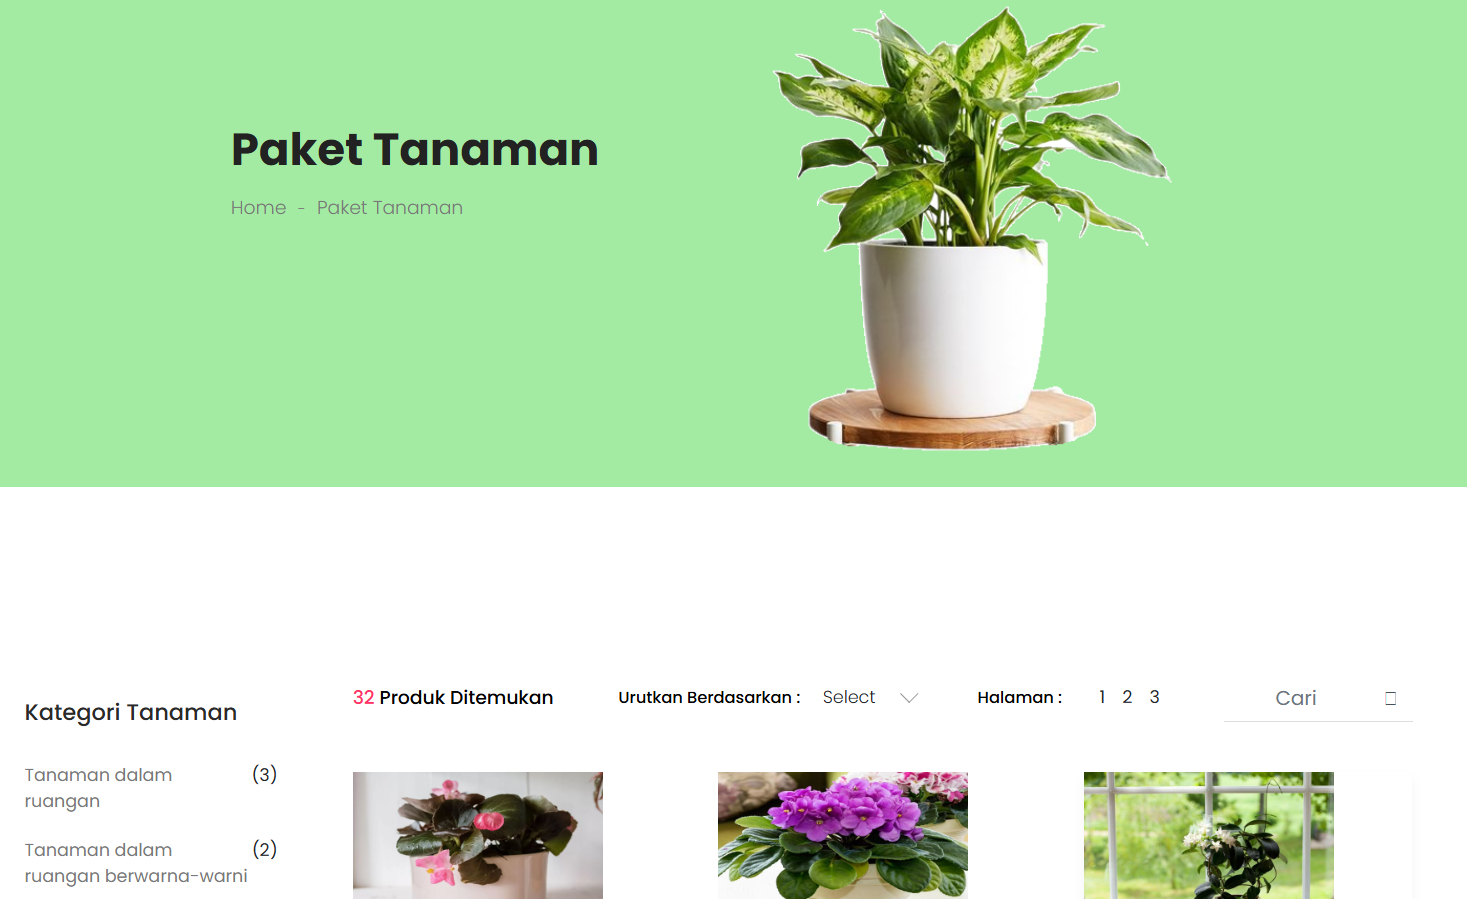 Paket Tanaman
Home - Paket Tanaman
Kategori Tanaman
Tanaman dalam ruangan (3)
Tanaman dalam ruangan berwarna-warni (2)
32 Produk Ditemukan
Urutkan Berdasarkan : Select
Halaman : 1 2 3
Cari